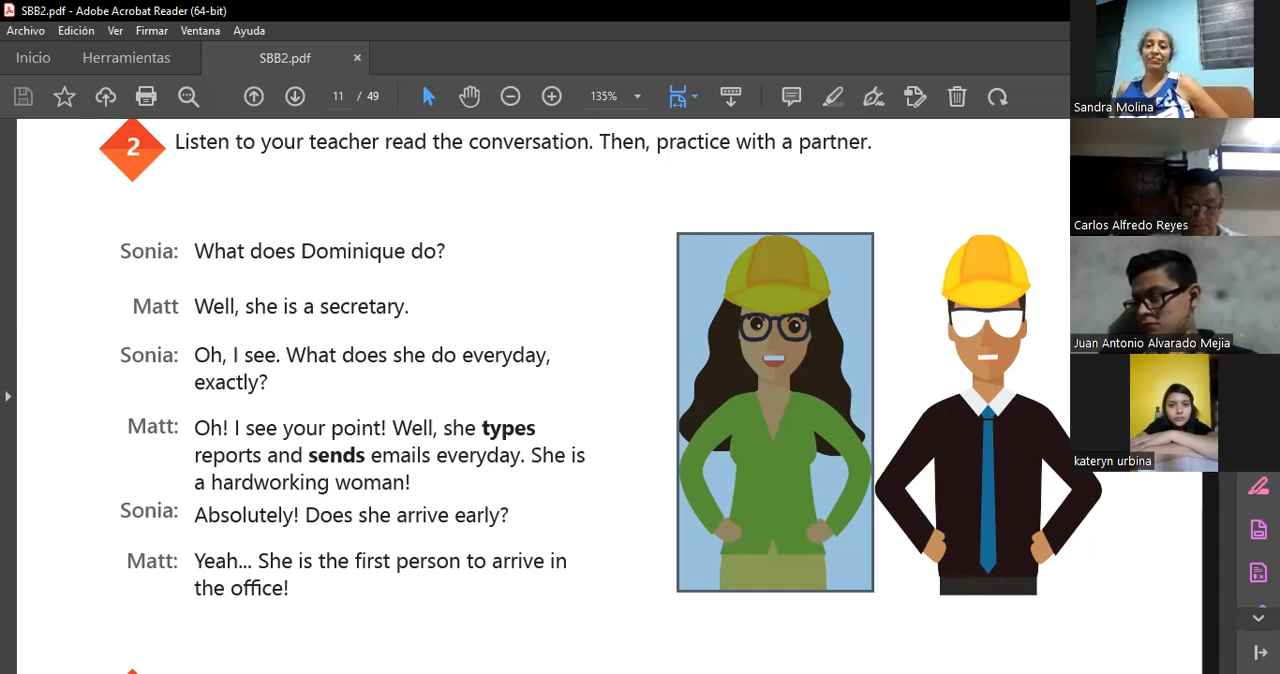 SBB2.pdf - Adobe Acrobat Reader (64-bit)
Archivo Edición Ver Firmar Ventana Ayuda
Inicio Herramientas SBB2.pdf ×
11 / 49 135%
2 Listen to your teacher read the conversation. Then, practice with a partner.
Sonia: What does Dominique do?
Matt Well, she is a secretary.
Sonia: Oh, I see. What does she do everyday,
exactly?
Matt: Oh! I see your point! Well, she types
reports and sends emails everyday. She is
a hardworking woman!
Sonia: Absolutely! Does she arrive early?
Matt: Yeah... She is the first person to arrive in
the office!
Sandra Molina
Carlos Alfredo Reyes
Juan Antonio Alvarado Mejia
kateryn urbina